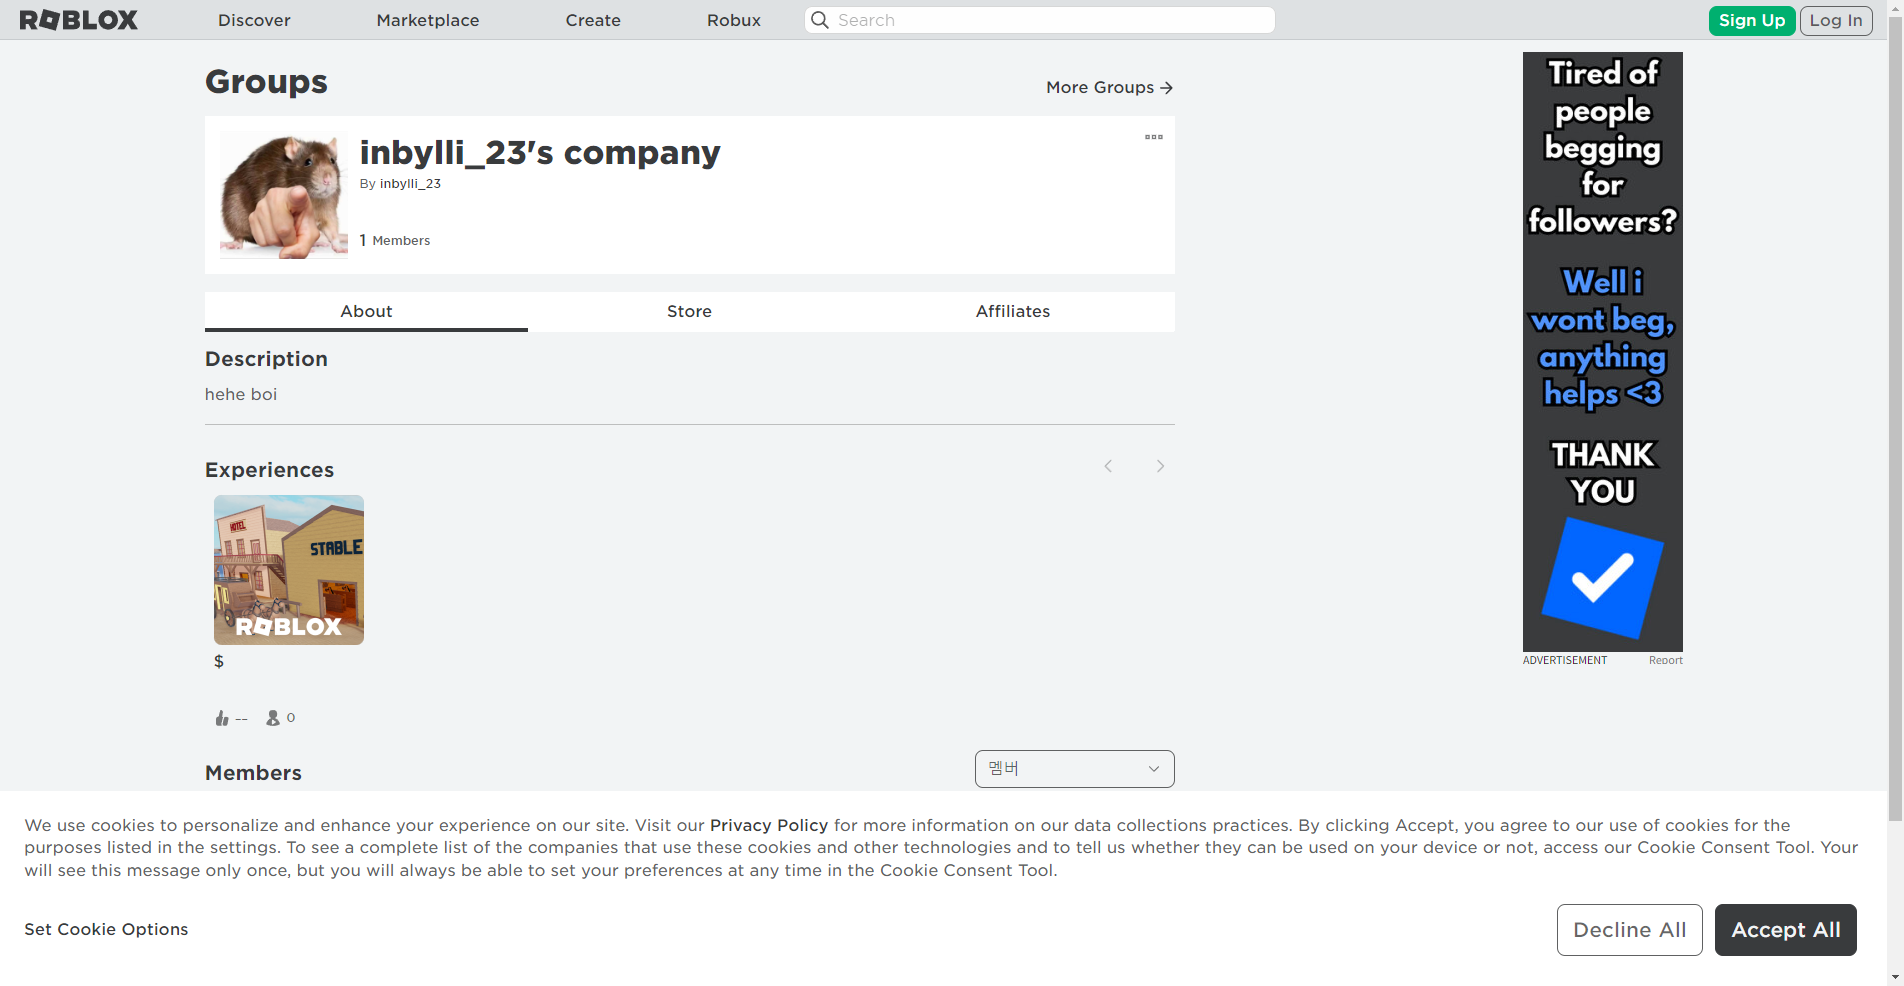 ROBLOX
Discover
Marketplace
Create
Robux
Search
Sign Up
Log In
Groups
More Groups
inbylli_23's company
By inbylli_23
1 Members
About
Store
Affiliates
Description
hehe boi
Experiences
HOTEL
STABLE
ROBLOX
$
--
0
Members
멤버
Tired of
people
begging
for
followers?
Well i
wont beg,
anything
helps <3
THANK
YOU
ADVERTISEMENT
Report
We use cookies to personalize and enhance your experience on our site. Visit our Privacy Policy for more information on our data collections practices. By clicking Accept, you agree to our use of cookies for the
purposes listed in the settings. To see a complete list of the companies that use these cookies and other technologies and to tell us whether they can be used on your device or not, access our Cookie Consent Tool. Your
will see this message only once, but you will always be able to set your preferences at any time in the Cookie Consent Tool.
Set Cookie Options
Decline All
Accept All